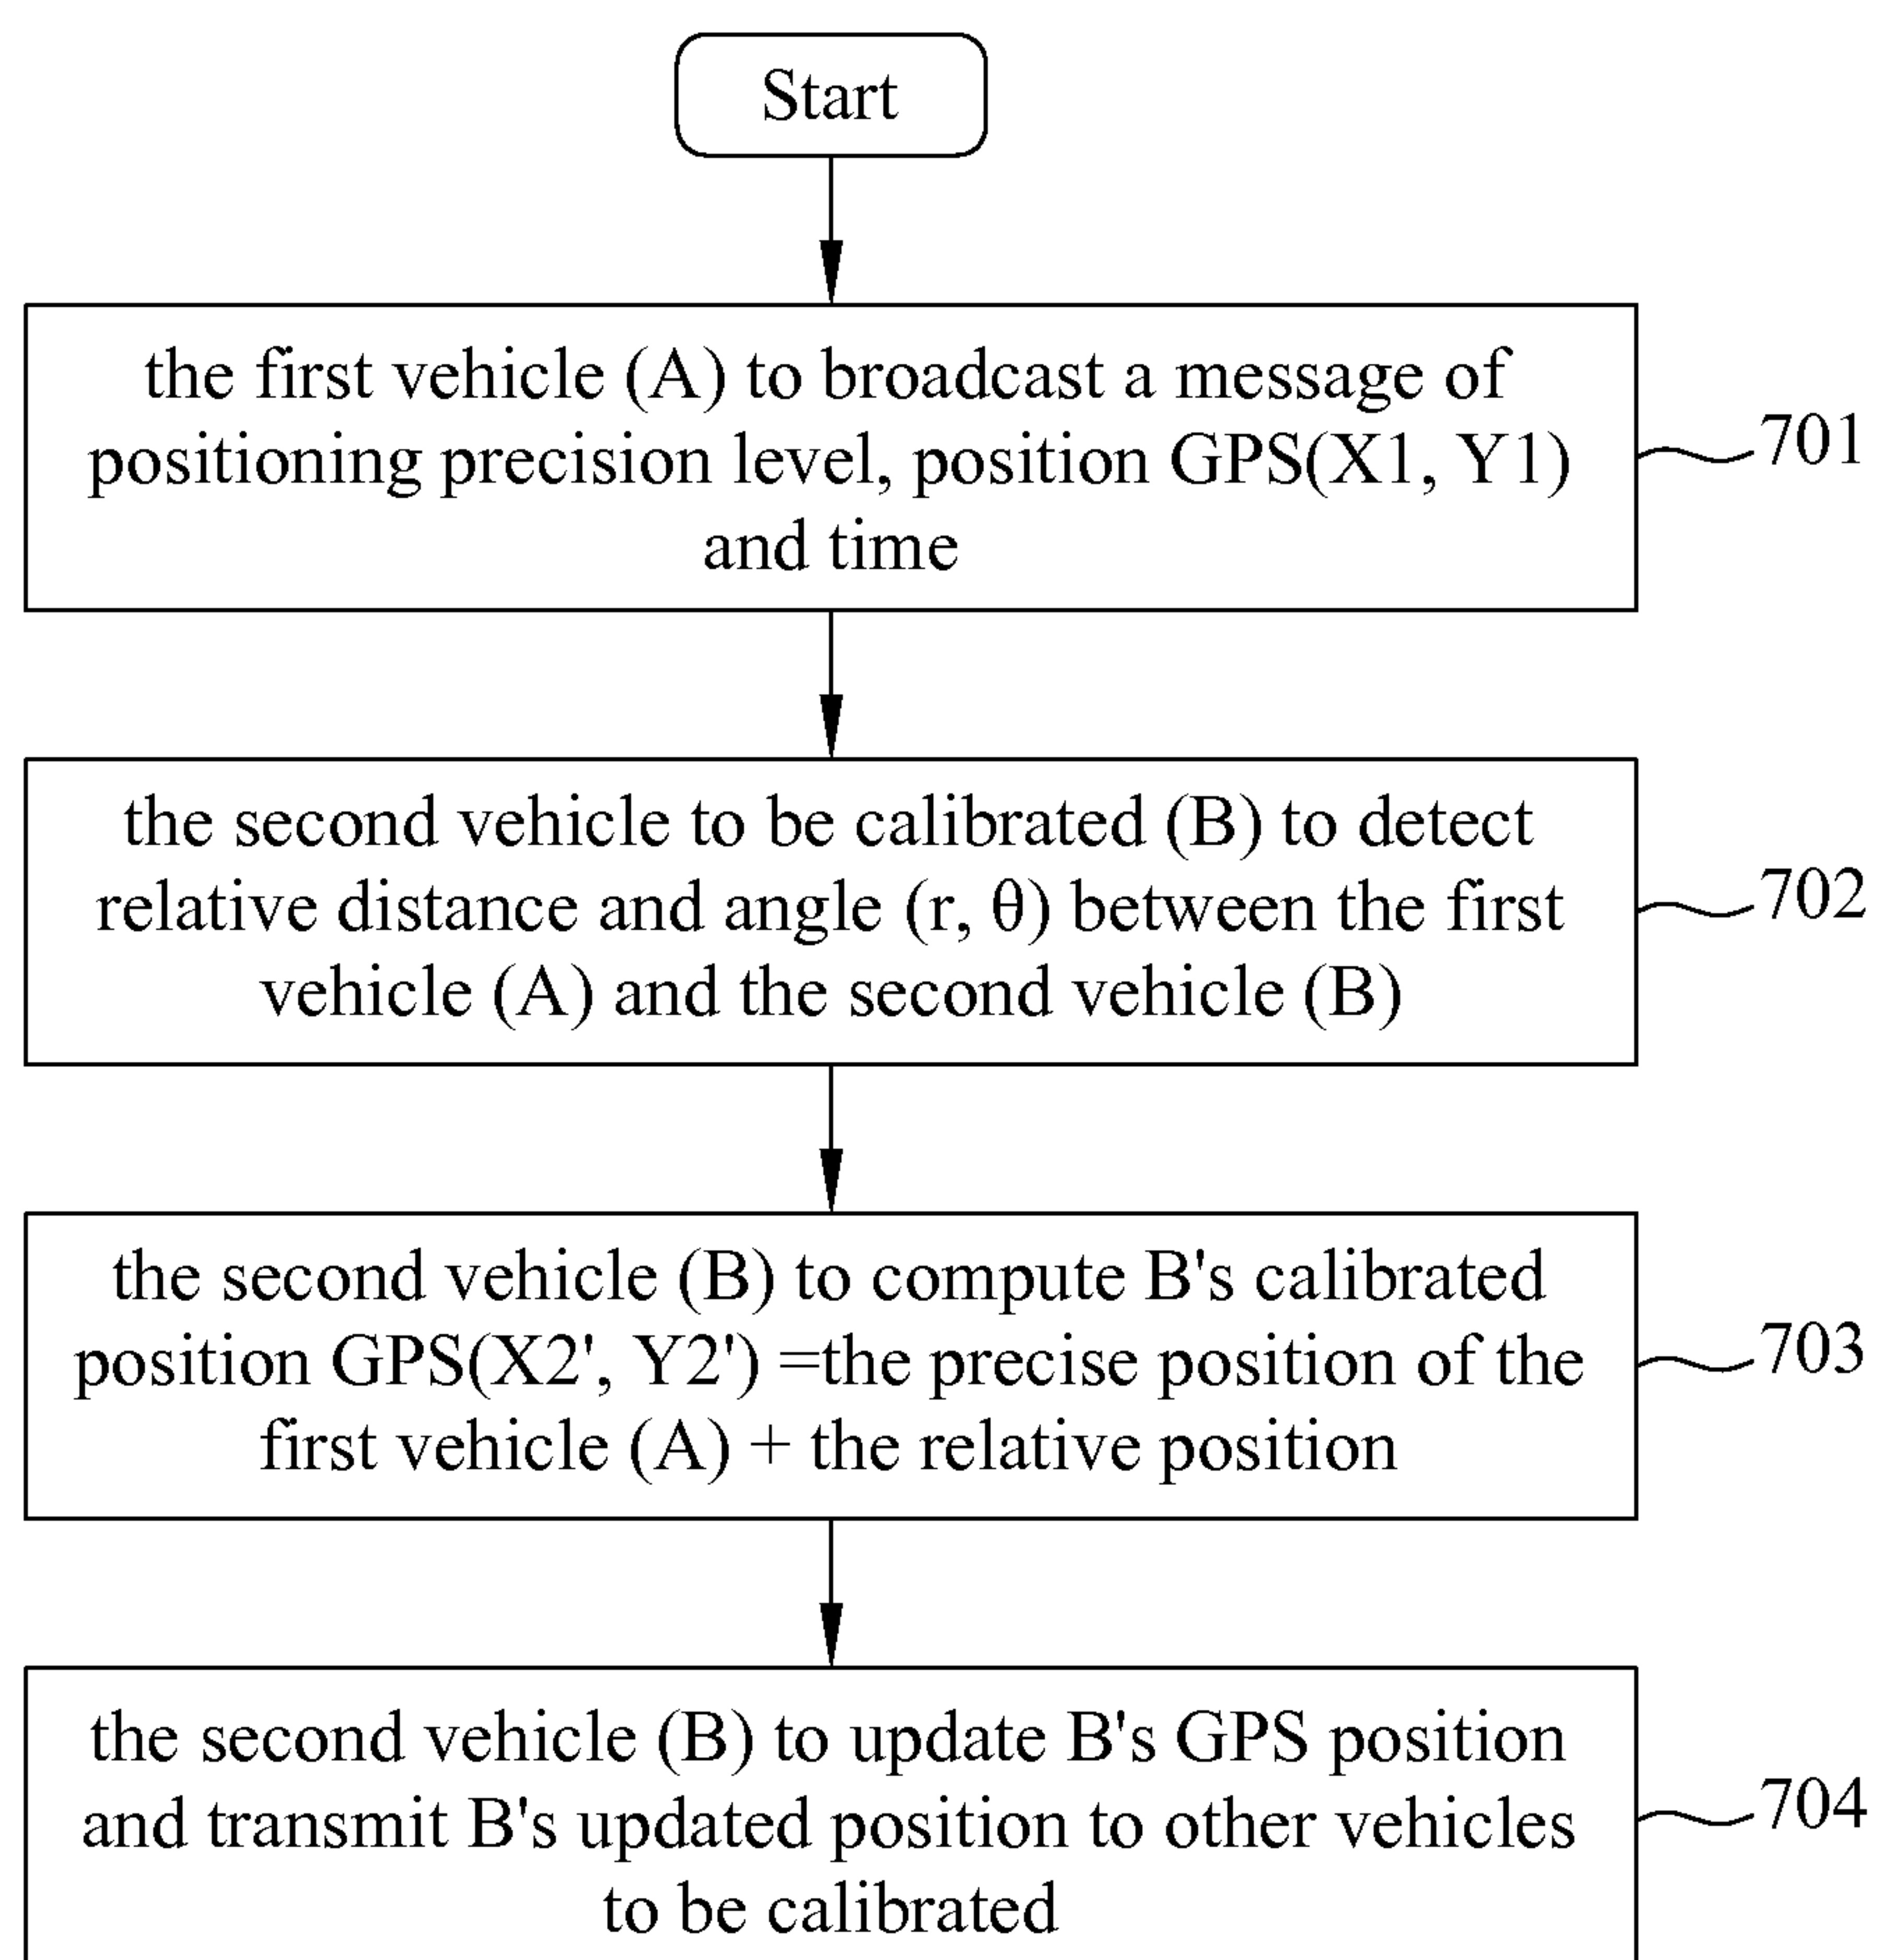 Start
the first vehicle (A) to broadcast a message of
positioning precision level, position GPS(X1, Y1)
and time
701
the second vehicle to be calibrated (B) to detect
relative distance and angle (r, θ) between the first
vehicle (A) and the second vehicle (B)
702
the second vehicle (B) to compute B's calibrated
position GPS(X2', Y2') =the precise position of the
first vehicle (A) + the relative position
703
the second vehicle (B) to update B's GPS position
and transmit B's updated position to other vehicles
to be calibrated
704